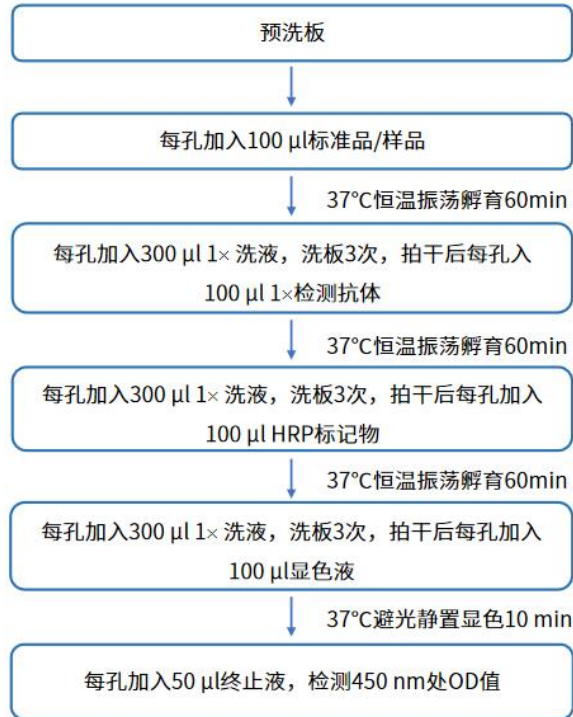 预洗板
每孔加入100 μl标准品/样品
37℃恒温振荡孵育60min
每孔加入300 μl 1× 洗液，洗板3次，拍干后每孔入
100 μl 1×检测抗体
37℃恒温振荡孵育60min
每孔加入300 μl 1× 洗液，洗板3次，拍干后每孔加入
100 μl HRP标记物
37℃恒温振荡孵育60min
每孔加入300 μl 1× 洗液，洗板3次，拍干后每孔加入
100 μl显色液
37℃避光静置显色10 min
每孔加入50 μl终止液，检测450 nm处OD值